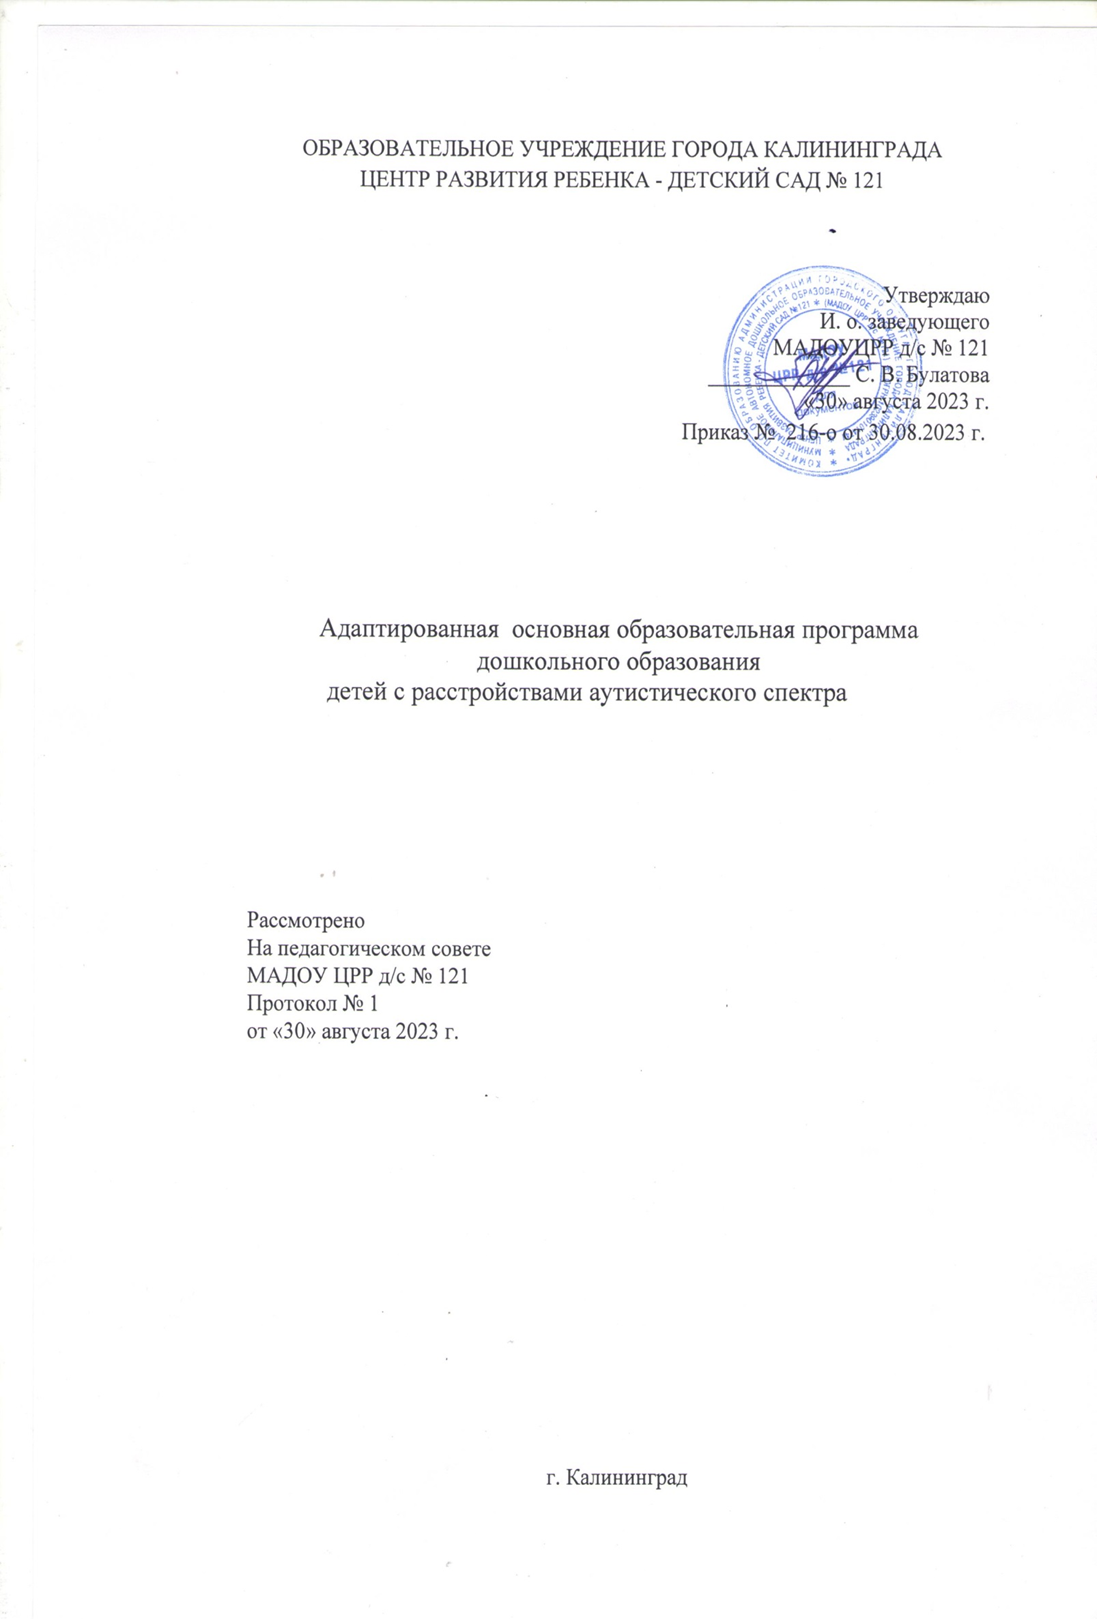 ОБРАЗОВАТЕЛЬНОЕ УЧРЕЖДЕНИЕ ГОРОДА КАЛИНИНГРАДА
ЦЕНТР РАЗВИТИЯ РЕБЕНКА - ДЕТСКИЙ САД № 121
Утверждаю
И. о. заведующего
МАДОУЦРР д/с № 121
____________ С. В. Булатова
«30» августа 2023 г.
Приказ № 216-о от 30.08.2023 г.
Адаптированная основная образовательная программа
дошкольного образования
детей с расстройствами аутистического спектра
Рассмотрено
На педагогическом совете
МАДОУ ЦРР д/с № 121
Протокол № 1
от «30» августа 2023 г.
г. Калининград